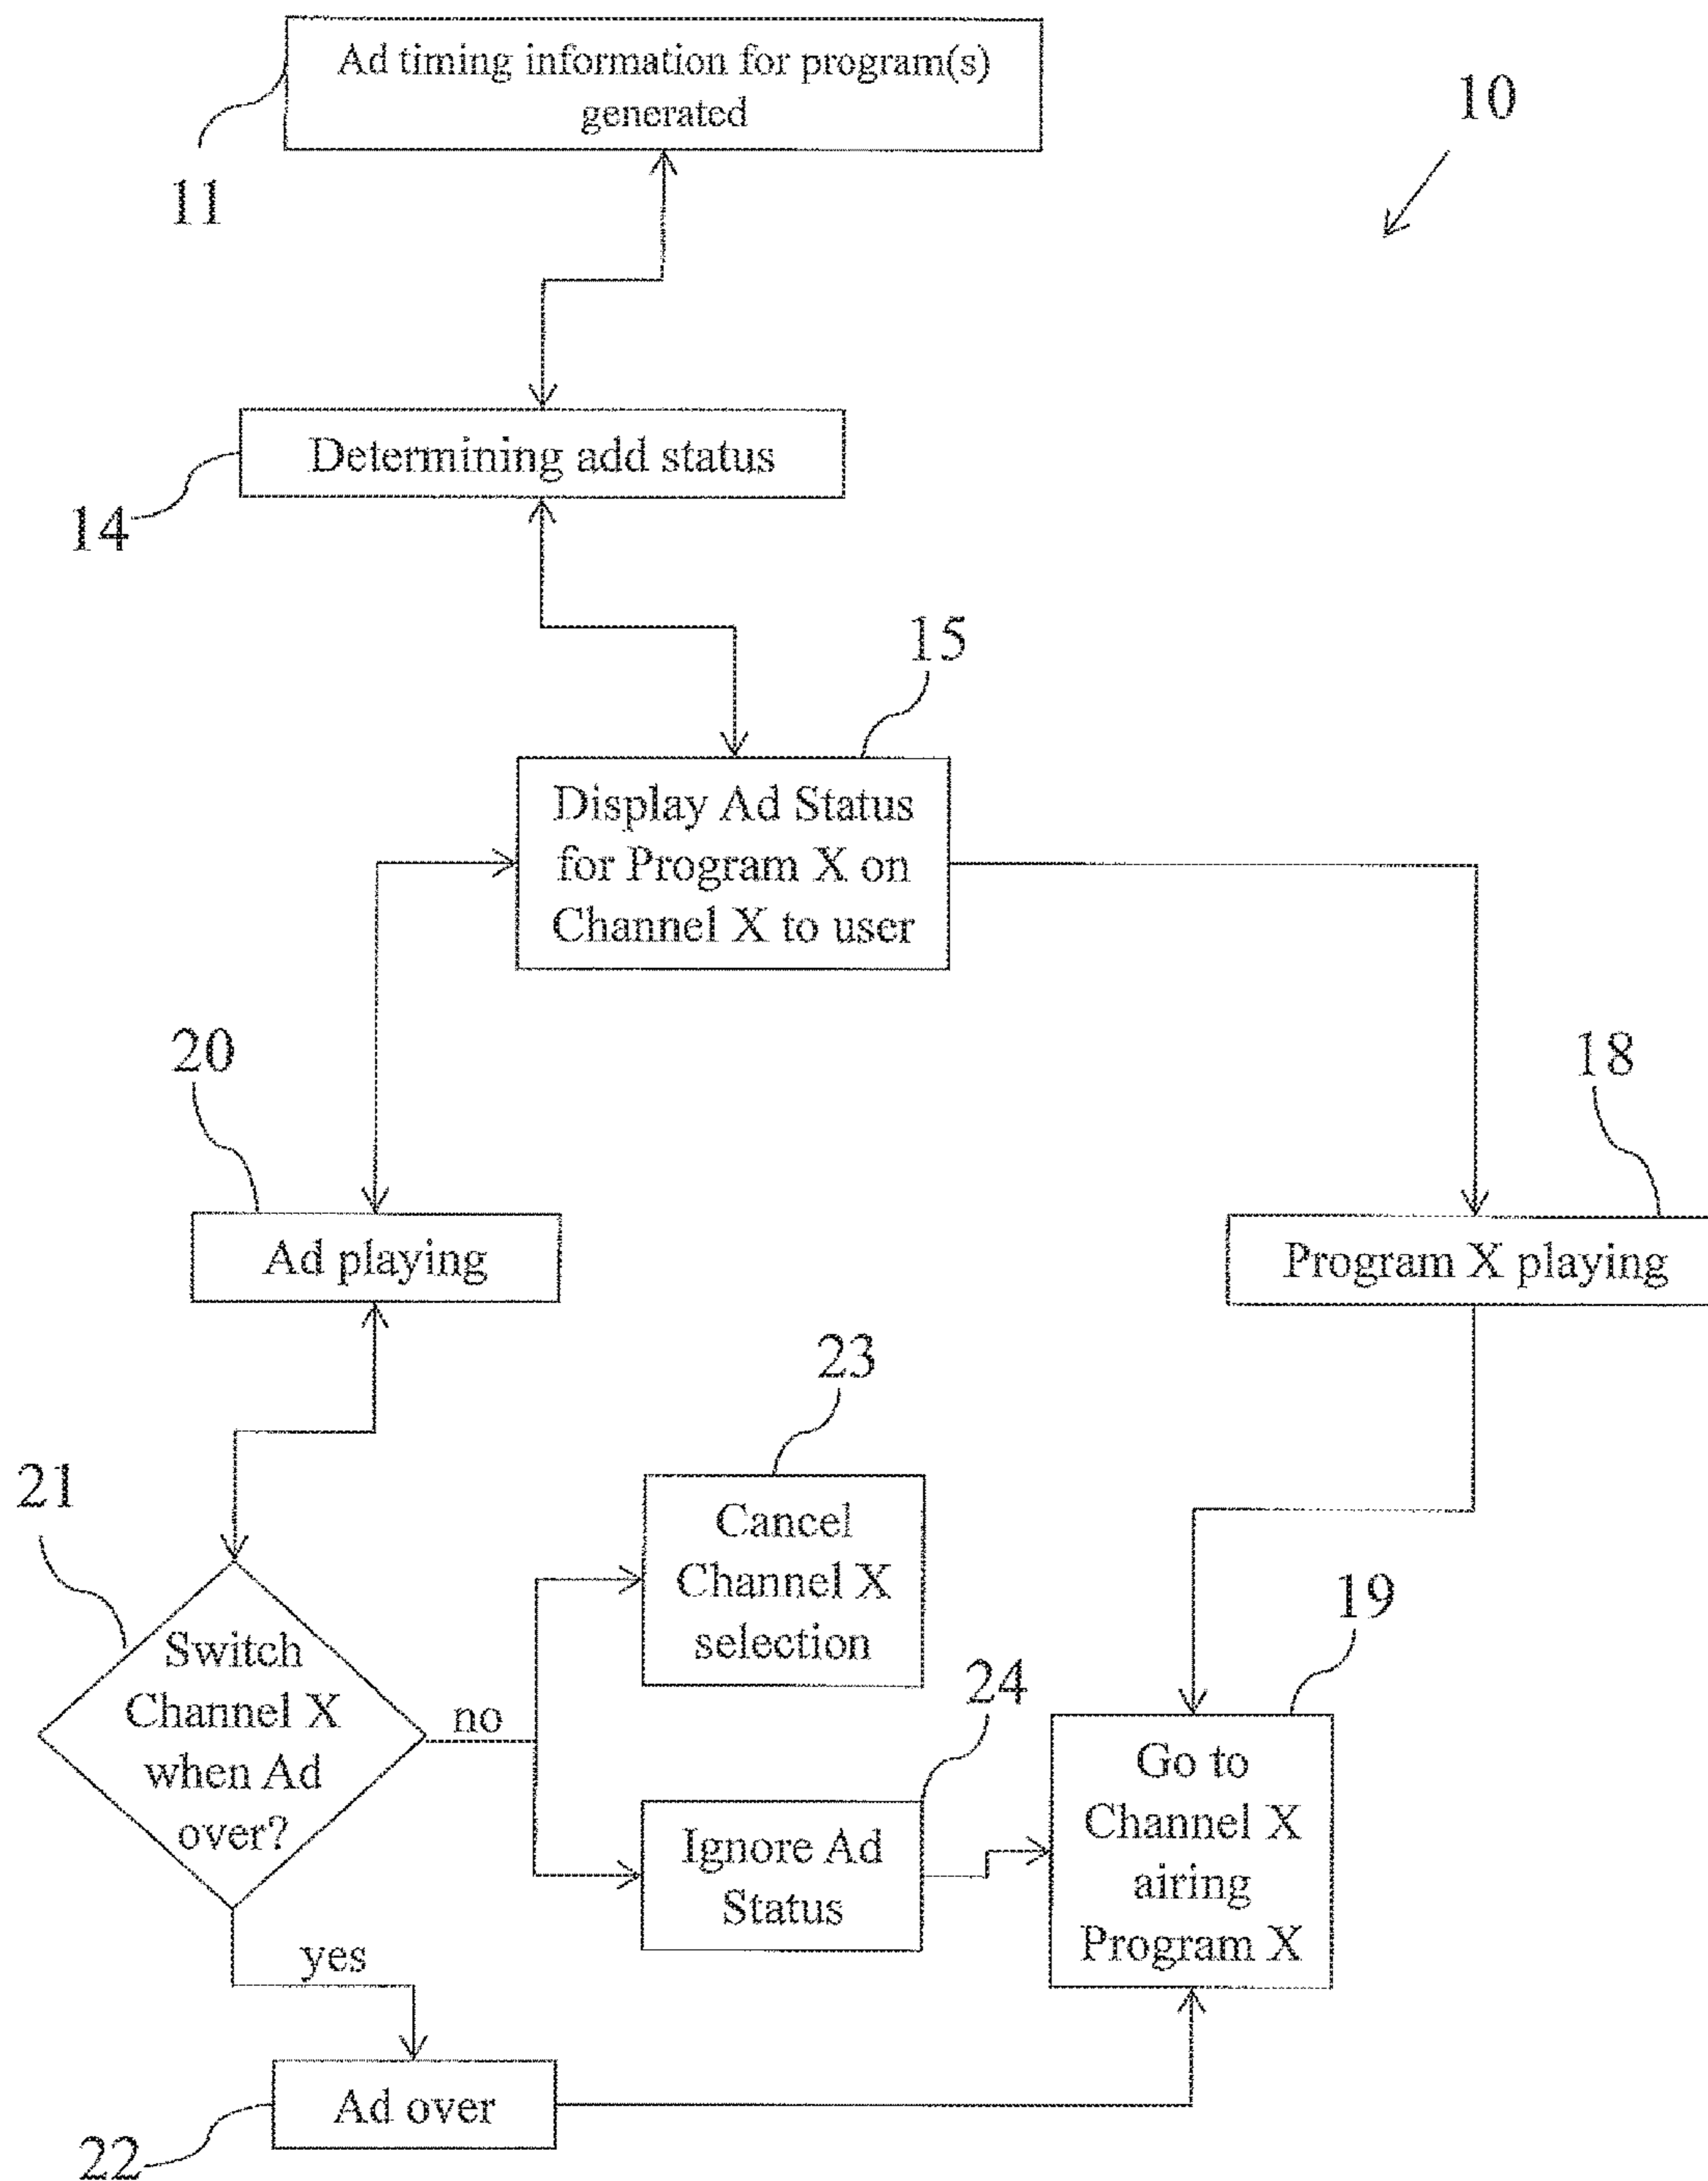 Ad timing information for program(s)
generated
10
11
Determining add status
14
15
Display Ad Status
for Program X on
Channel X to user
20
18
Ad playing
Program X playing
23
21
Cancel
Channel X
selection
19
Switch
Channel X
when Ad
over?
no
24
Ignore Ad
Status
Go to
Channel X
airing
Program X
yes
Ad over
22